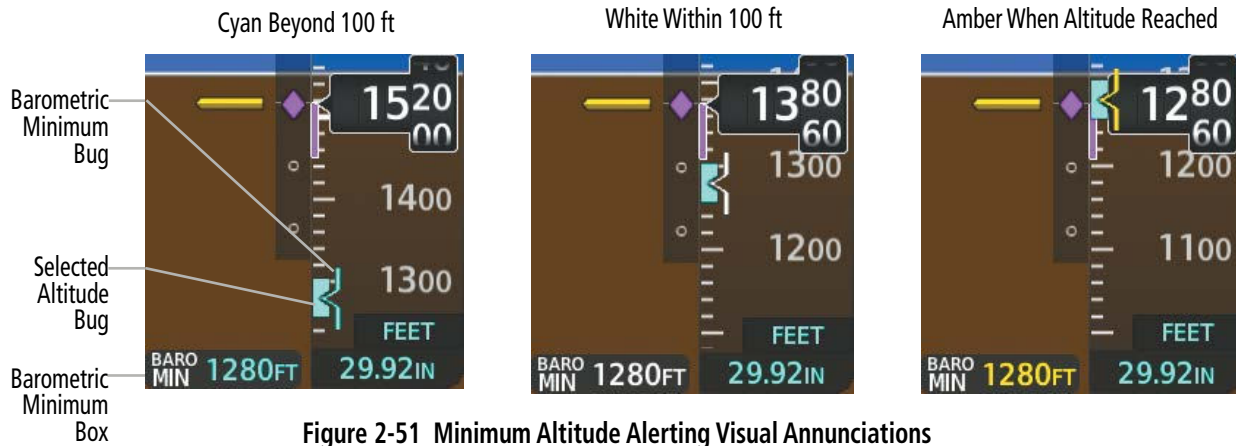 Cyan Beyond 100 ft
White Within 100 ft
Amber When Altitude Reached
Barometric
Minimum
Bug
Selected
Altitude
Bug
Barometric
Minimum
Box
1520
00
1400
1300
FEET
BARO
MIN 1280FT
29.92IN
1380
60
1300
1200
FEET
BARO
MIN 1280FT
29.92IN
1280
60
1200
1100
FEET
BARO
MIN 1280FT
29.92IN
Figure 2-51 Minimum Altitude Alerting Visual Annunciations